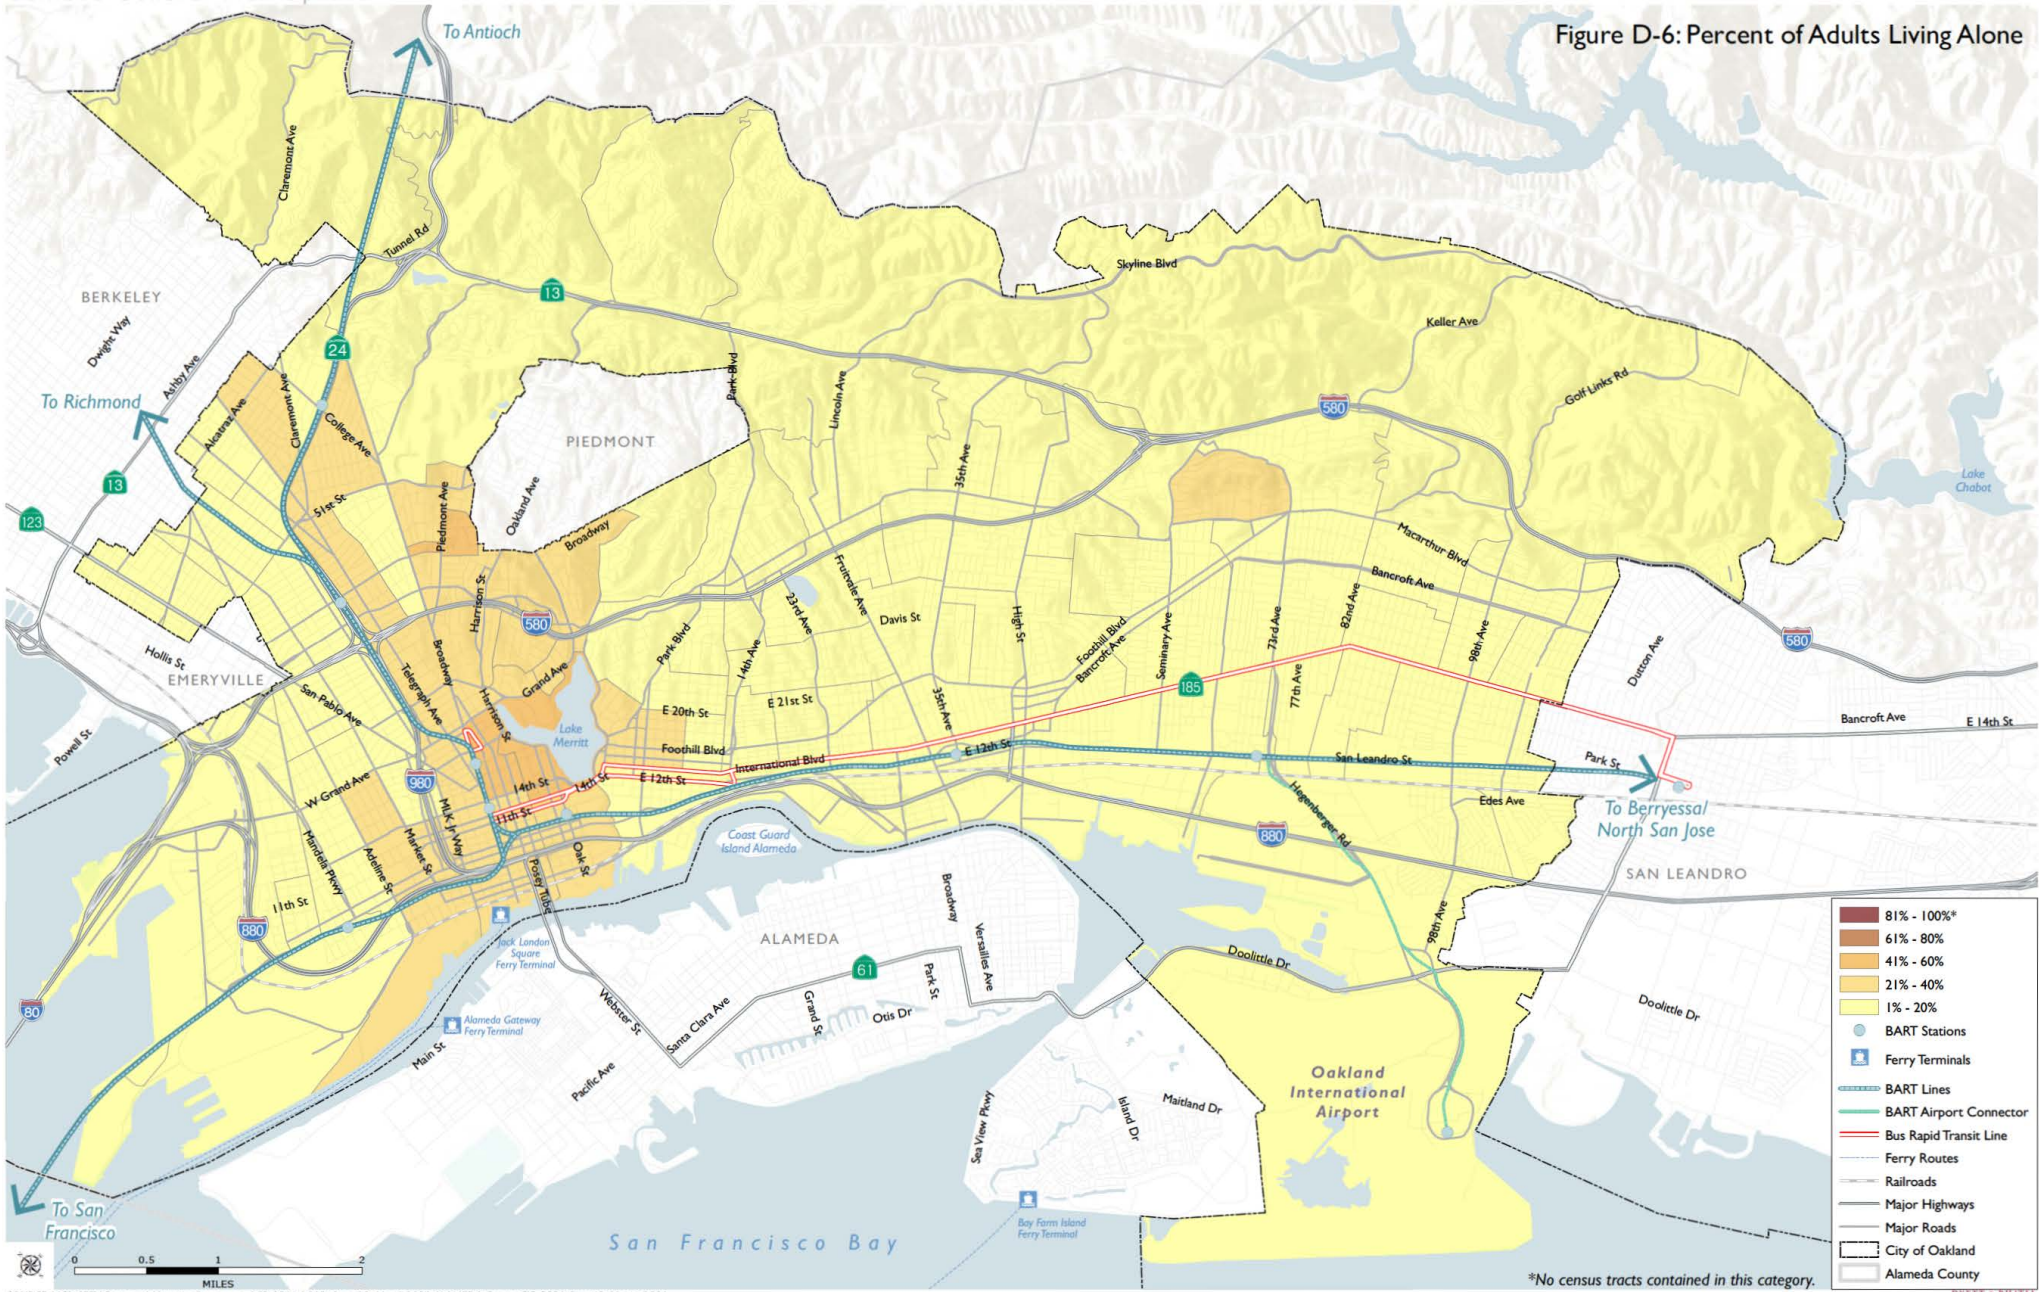 Figure D-6: Percent of Adults Living Alone
To Antioch
Claremont Ave
Tunnel Rd
13
Skyline Blvd
BERKELEY
Dwight Way
24
Keller Ave
Ashby Ave
To Richmond
Claremont Ave
Alcatraz Ave
College Ave
Park Blvd
Lincoln Ave
580
Golf Links Rd
PIEDMONT
35th Ave
13
51st St
Piedmont Ave
Oakland Ave
Broadway
Lake
Chabot
123
Macarthur Blvd
Bancroft Ave
Fruitvale Ave
23rd Ave
Davis St
Harrison St
580
High St
Foothill Blvd
Bancroft Ave
Seminary Ave
73rd Ave
82nd Ave
98th Ave
580
Dutton Ave
Hollis St
EMERYVILLE
Broadway
Park Blvd
14th Ave
San Pablo Ave
Telegraph Ave
Harrison St
Grand Ave
185
77th Ave
E 20th St
E 21st St
35th Ave
Bancroft Ave
E 14th St
Powell St
Lake
Merritt
Foothill Blvd
E 12th St
International Blvd
San Leandro St
Park St
W Grand Ave
980
14th St
14th St
E 12th St
11th St
Hegenberger Rd
Edes Ave
To Berryessa/
North San Jose
Mandela Pkwy
Adeline St
Market St
MLK Jr Way
Posey Tube
Oak St
Coast Guard
Island Alameda
880
SAN LEANDRO
11th St
880
Jack London
Square
Ferry Terminal
ALAMEDA
Broadway
Versailles Ave
98th Ave
Doolittle Dr
61
Park St
80
Alameda Gateway
Ferry Terminal
Webster St
Santa Clara Ave
Grand St
Otis Dr
Doolittle Dr
Main St
Pacific Ave
Oakland
International
Airport
Sea View Pkwy
Island Dr
Maitland Dr
To San
Francisco
San Francisco Bay
Bay Farm Island
Ferry Terminal
81% - 100%*
61% - 80%
41% - 60%
21% - 40%
1% - 20%
BART Stations
Ferry Terminals
BART Lines
BART Airport Connector
Bus Rapid Transit Line
Ferry Routes
Railroads
Major Highways
Major Roads
City of Oakland
Alameda County
0 0.5 1 2
MILES
*No census tracts contained in this category.